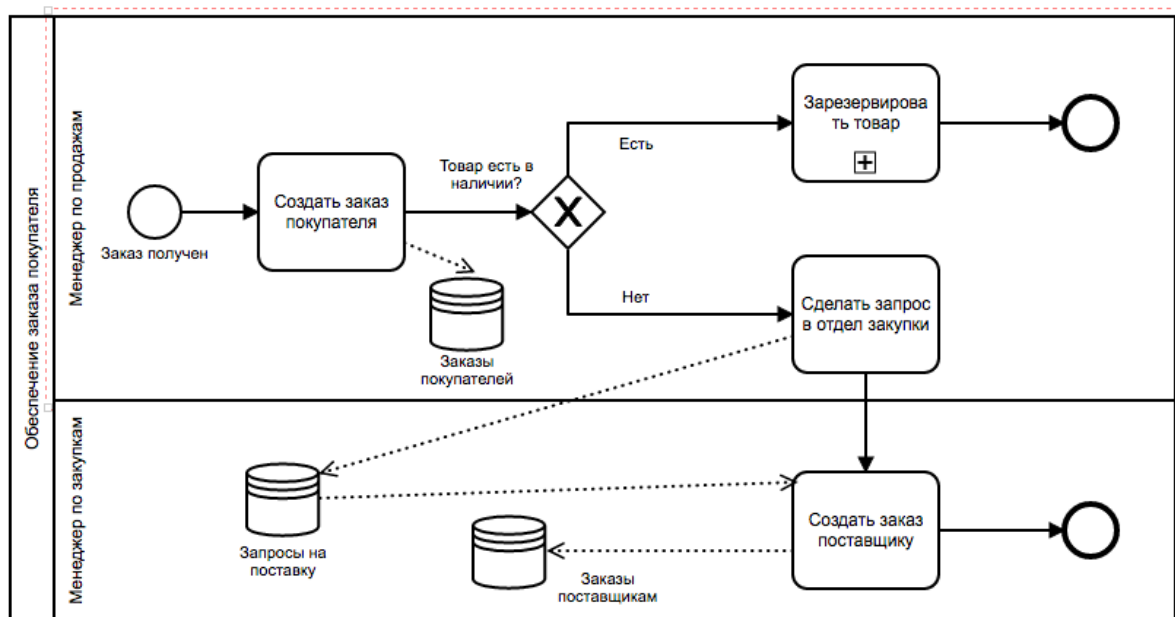 Обеспечение заказа покупателя
Менеджер по продажам
Заказ получен
Создать заказ
покупателя
Заказы
покупателей
Товар есть в
наличии?
Есть
Зарезервирова
ть товар
Нет
Сделать запрос
в отдел закупки
Менеджер по закупкам
Запросы на
поставку
Заказы
поставщикам
Создать заказ
поставщику